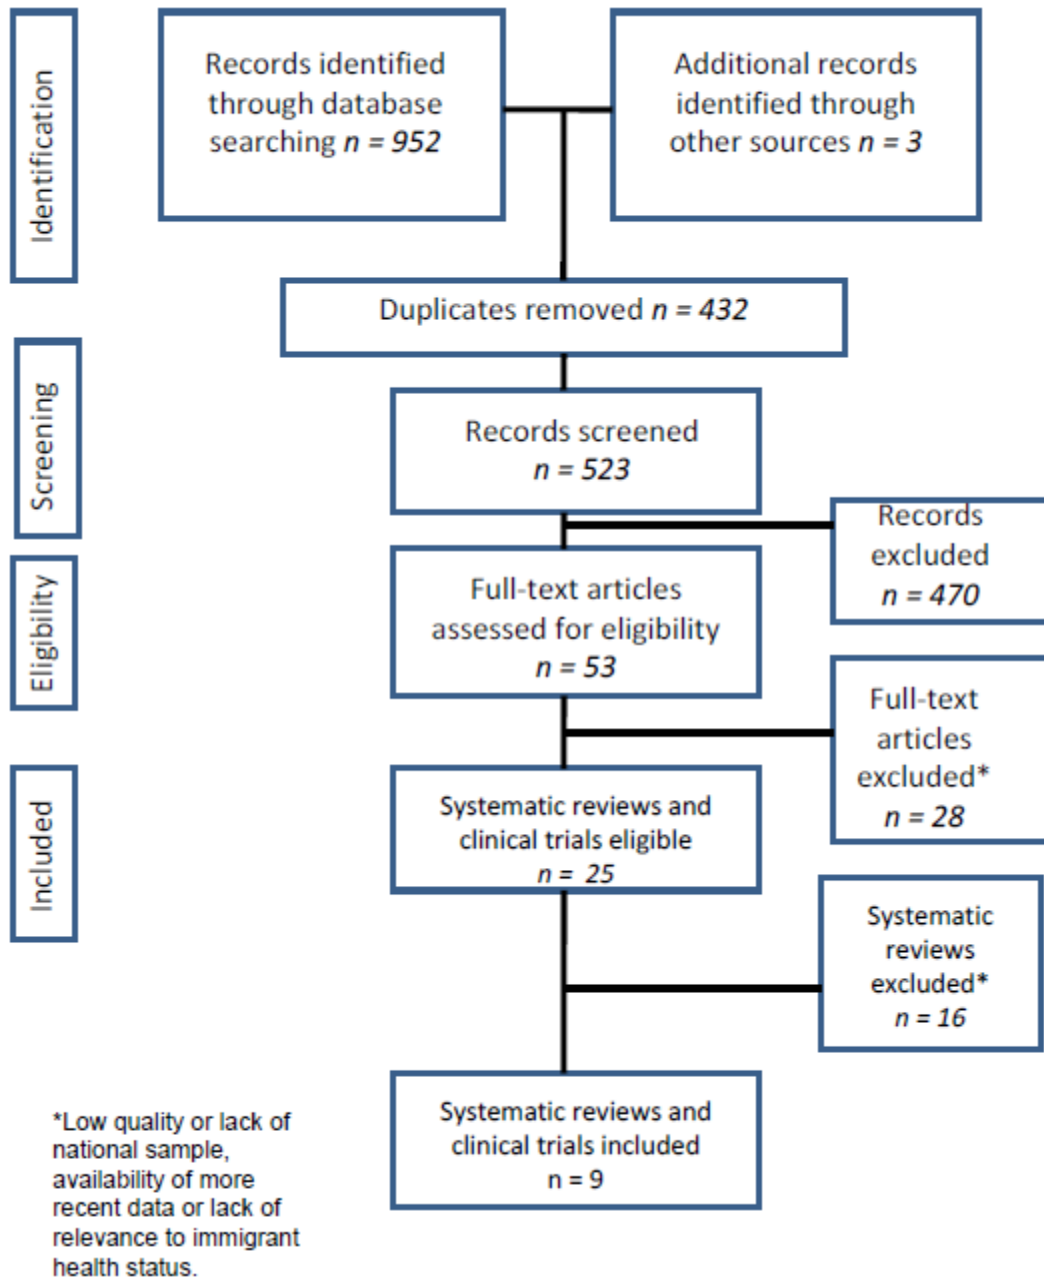 Identification
Records identified
through database
searching n = 952
Additional records
identified through
other sources n = 3
Duplicates removed n = 432
Screening
Records screened
n = 523
Records
excluded
n = 470
Eligibility
Full-text articles
assessed for eligibility
n = 53
Full-text
articles
excluded*
n = 28
Included
Systematic reviews and
clinical trials eligible
n = 25
Systematic
reviews
excluded*
n = 16
Systematic reviews and
clinical trials included
n = 9
*Low quality or lack of
national sample,
availability of more
recent data or lack of
relevance to immigrant
health status.